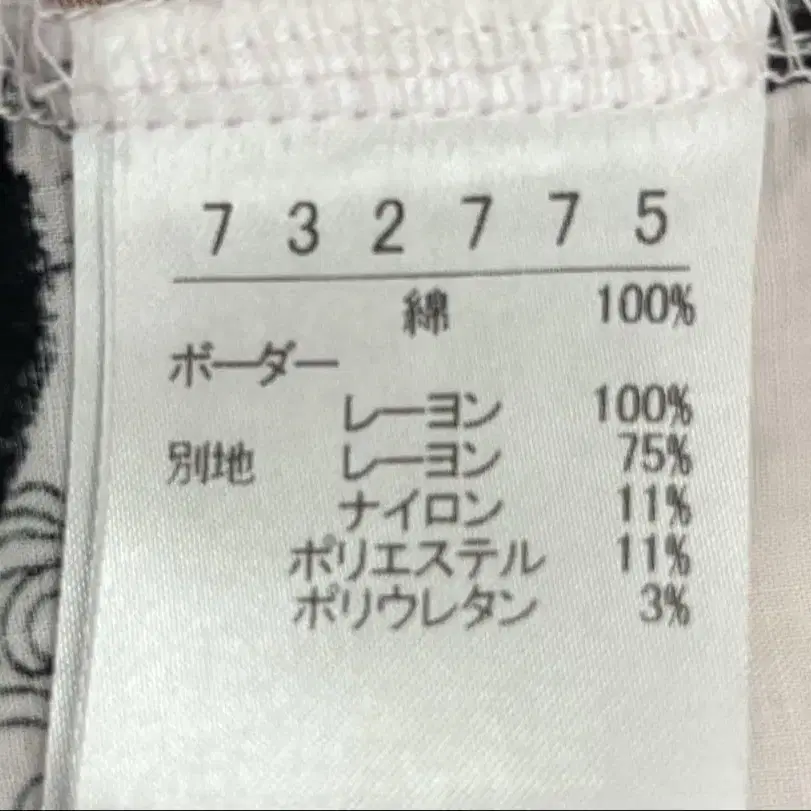 7 3 2 7 7 5
綿 100%
ボーダー
レーヨン 100%
別地 レーヨン 75%
ナイロン 11%
ポリエステル 11%
ポリウレタン 3%